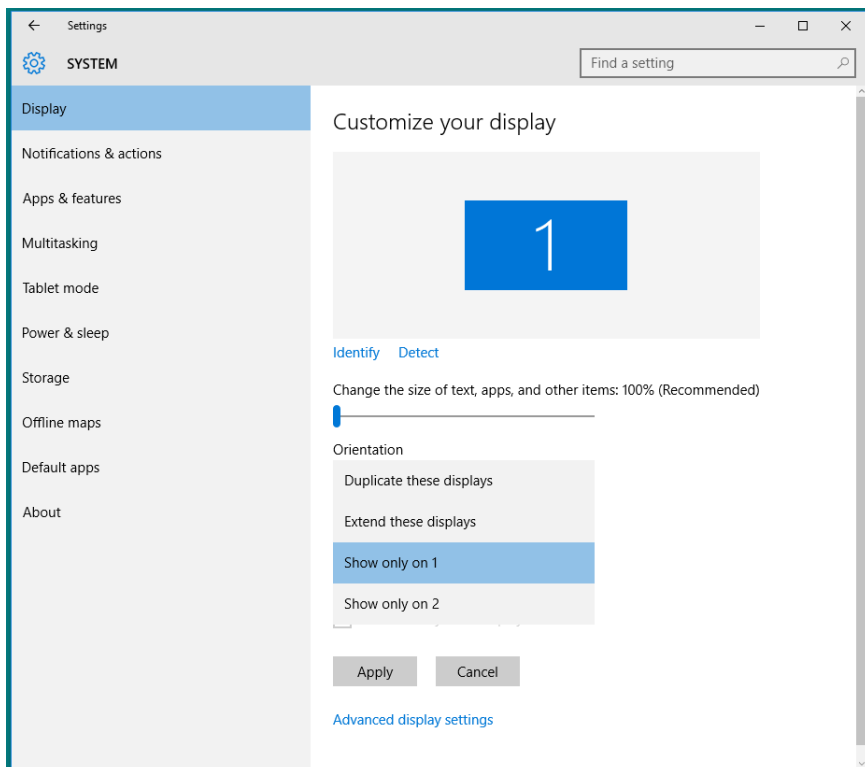 Settings
SYSTEM
Find a setting
Display
Notifications & actions
Apps & features
Multitasking
Tablet mode
Power & sleep
Storage
Offline maps
Default apps
About
Customize your display
1
Identify Detect
Change the size of text, apps, and other items: 100% (Recommended)
Orientation
Duplicate these displays
Extend these displays
Show only on 1
Show only on 2
Apply Cancel
Advanced display settings